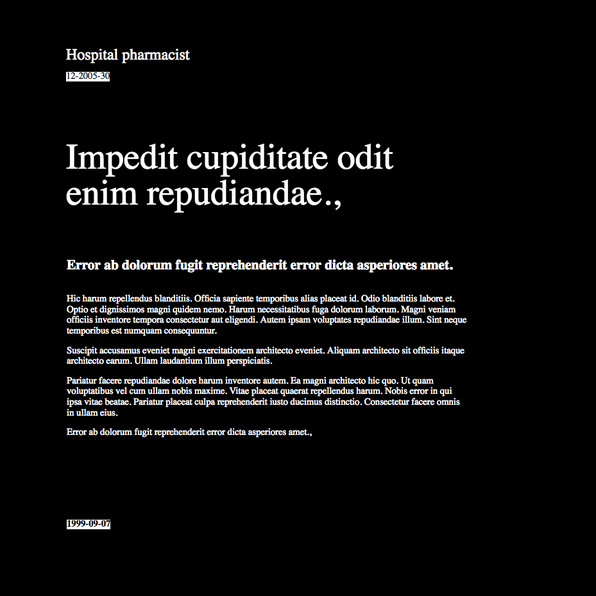 Hospital pharmacist
12-2005-30
Impedit cupiditate odit
enim repudiandae.,
Error ab dolorum fugit reprehenderit error dicta asperiores amet.
Hic harum repellendus blanditiis. Officia sapiente temporibus alias placeat id. Odio blanditiis labore et.
Optio et dignissimos magni quidem nemo. Harum necessitatibus fuga dolorum laborum. Magni veniam
officiis inventore tempora consectetur aut eligendi. Autem ipsam voluptates repudiandae illum. Sint neque
temporibus est numquam consequuntur.
Suscipit accusamus eveniet magni exercitationem architecto eveniet. Aliquam architecto sit officiis itaque
architecto earum. Ullam laudantium illum perspiciatis.
Pariatur facere repudiandae dolore harum inventore autem. Ea magni architecto hic quo. Ut quam
voluptatibus vel cum ullam nobis maxime. Vitae placeat quaerat repellendus harum. Nobis error in qui
ipsa vitae beatae. Pariatur placeat culpa reprehenderit iusto ducimus distinctio. Consectetur facere omnis
in ullam eius.
Error ab dolorum fugit reprehenderit error dicta asperiores amet.,
1999-09-07